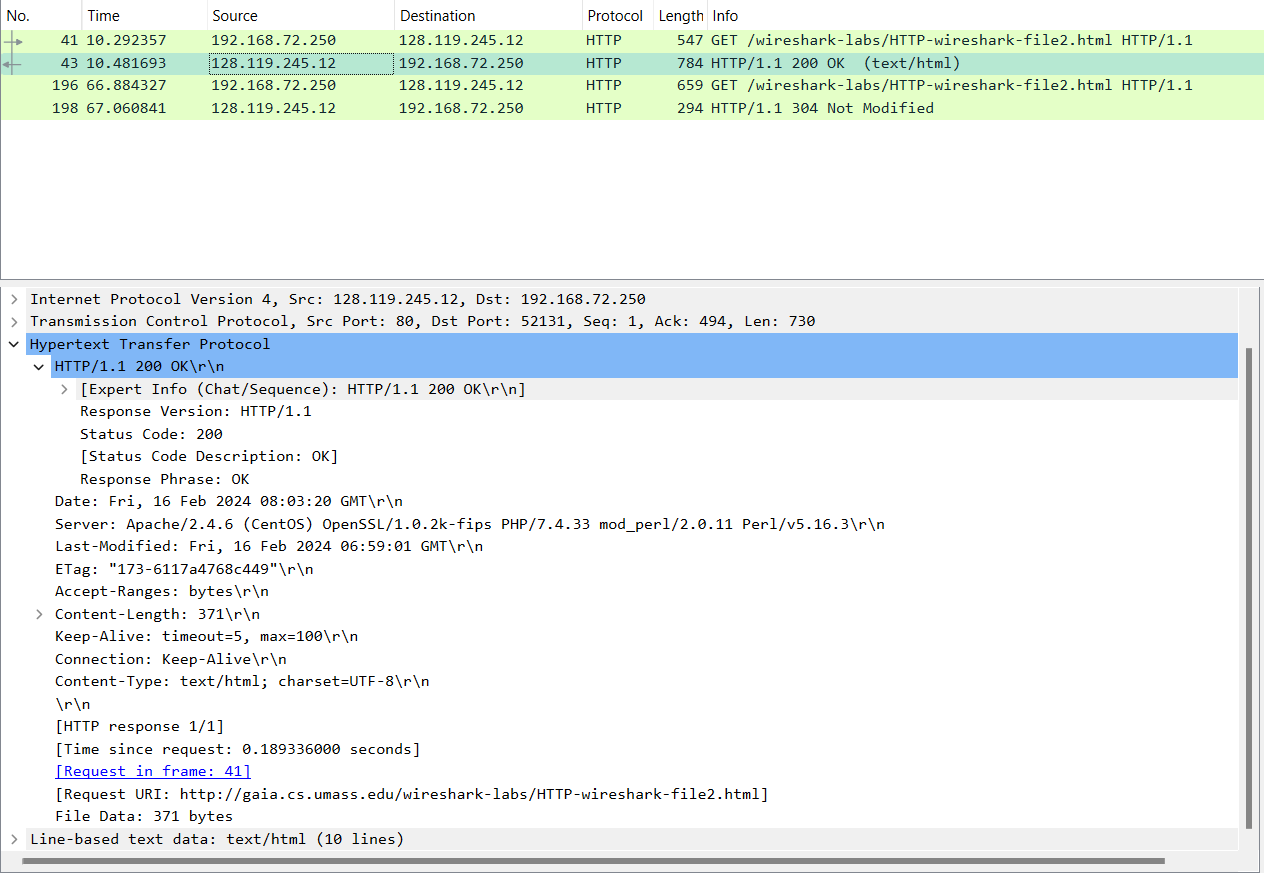 No. Time Source Destination Protocol Length Info
41 10.292357 192.168.72.250 128.119.245.12 HTTP 547 GET /wireshark-labs/HTTP-wireshark-file2.html HTTP/1.1
43 10.481693 128.119.245.12 192.168.72.250 HTTP 784 HTTP/1.1 200 OK  (text/html)
196 66.884327 192.168.72.250 128.119.245.12 HTTP 659 GET /wireshark-labs/HTTP-wireshark-file2.html HTTP/1.1
198 67.060841 128.119.245.12 192.168.72.250 HTTP 294 HTTP/1.1 304 Not Modified
Internet Protocol Version 4, Src: 128.119.245.12, Dst: 192.168.72.250
Transmission Control Protocol, Src Port: 80, Dst Port: 52131, Seq: 1, Ack: 494, Len: 730
Hypertext Transfer Protocol
HTTP/1.1 200 OK\r\n
[Expert Info (Chat/Sequence): HTTP/1.1 200 OK\r\n]
Response Version: HTTP/1.1
Status Code: 200
[Status Code Description: OK]
Response Phrase: OK
Date: Fri, 16 Feb 2024 08:03:20 GMT\r\n
Server: Apache/2.4.6 (CentOS) OpenSSL/1.0.2k-fips PHP/7.4.33 mod_perl/2.0.11 Perl/v5.16.3\r\n
Last-Modified: Fri, 16 Feb 2024 06:59:01 GMT\r\n
ETag: "173-6117a4768c449"\r\n
Accept-Ranges: bytes\r\n
Content-Length: 371\r\n
Keep-Alive: timeout=5, max=100\r\n
Connection: Keep-Alive\r\n
Content-Type: text/html; charset=UTF-8\r\n
\r\n
[HTTP response 1/1]
[Time since request: 0.189336000 seconds]
[Request in frame: 41]
[Request URI: http://gaia.cs.umass.edu/wireshark-labs/HTTP-wireshark-file2.html]
File Data: 371 bytes
Line-based text data: text/html (10 lines)